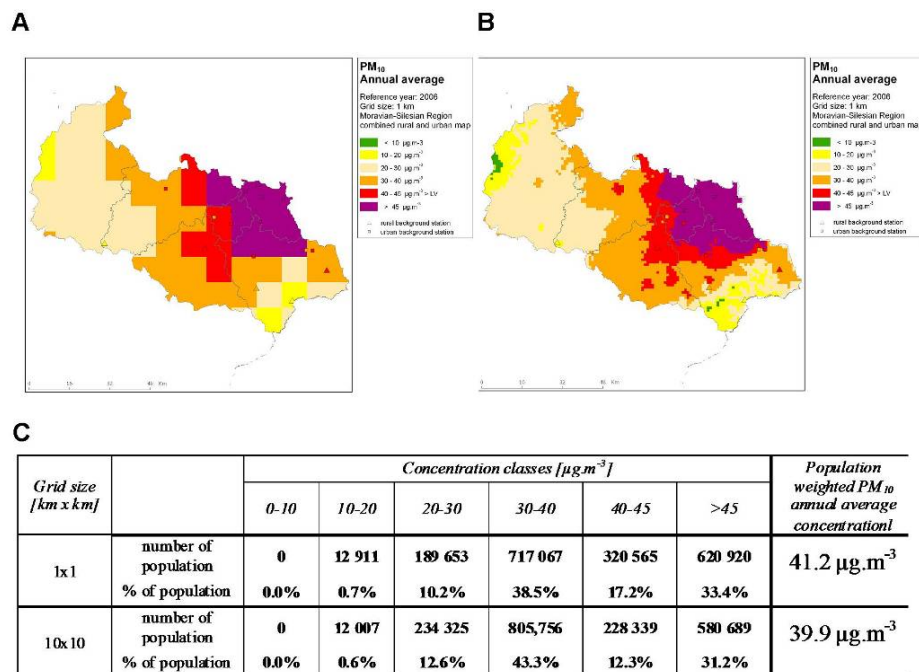 A
B
PM10
Annual average
Reference year: 2006
Grid size: 1 km
Moravian-Silesian Region
combined rural and urban map
< 10 µg.m-3
10 - 20 µg.m-3
20 - 30 µg.m-3
30 - 40 µg.m-3
40 - 45 µg.m-3 > LV
> 45 µg.m-3
rural background station
urban background station
PM10
Annual average
Reference year: 2006
Grid size: 1 km
Moravian-Silesian Region
combined rural and urban map
< 10 µg.m-3
10 - 20 µg.m-3
20 - 30 µg.m-3
30 - 40 µg.m-3
40 - 45 µg.m-3 > LV
> 45 µg.m-3
rural background station
urban background station
0 16 32 Km
0 16 32 Km
C
Grid size
[km x km]
Concentration classes [µg.m-3]
Population
weighted PM10
annual average
concentrationl
0-10 10-20 20-30 30-40 40-45 >45
1x1
number of
population
0 12 911 189 653 717 067 320 565 620 920
41.2 µg.m-3
% of population 0.0% 0.7% 10.2% 38.5% 17.2% 33.4%
10x10
number of
population
0 12 007 234 325 805,756 228 339 580 689
39.9 µg.m-3
% of population 0.0% 0.6% 12.6% 43.3% 12.3% 31.2%